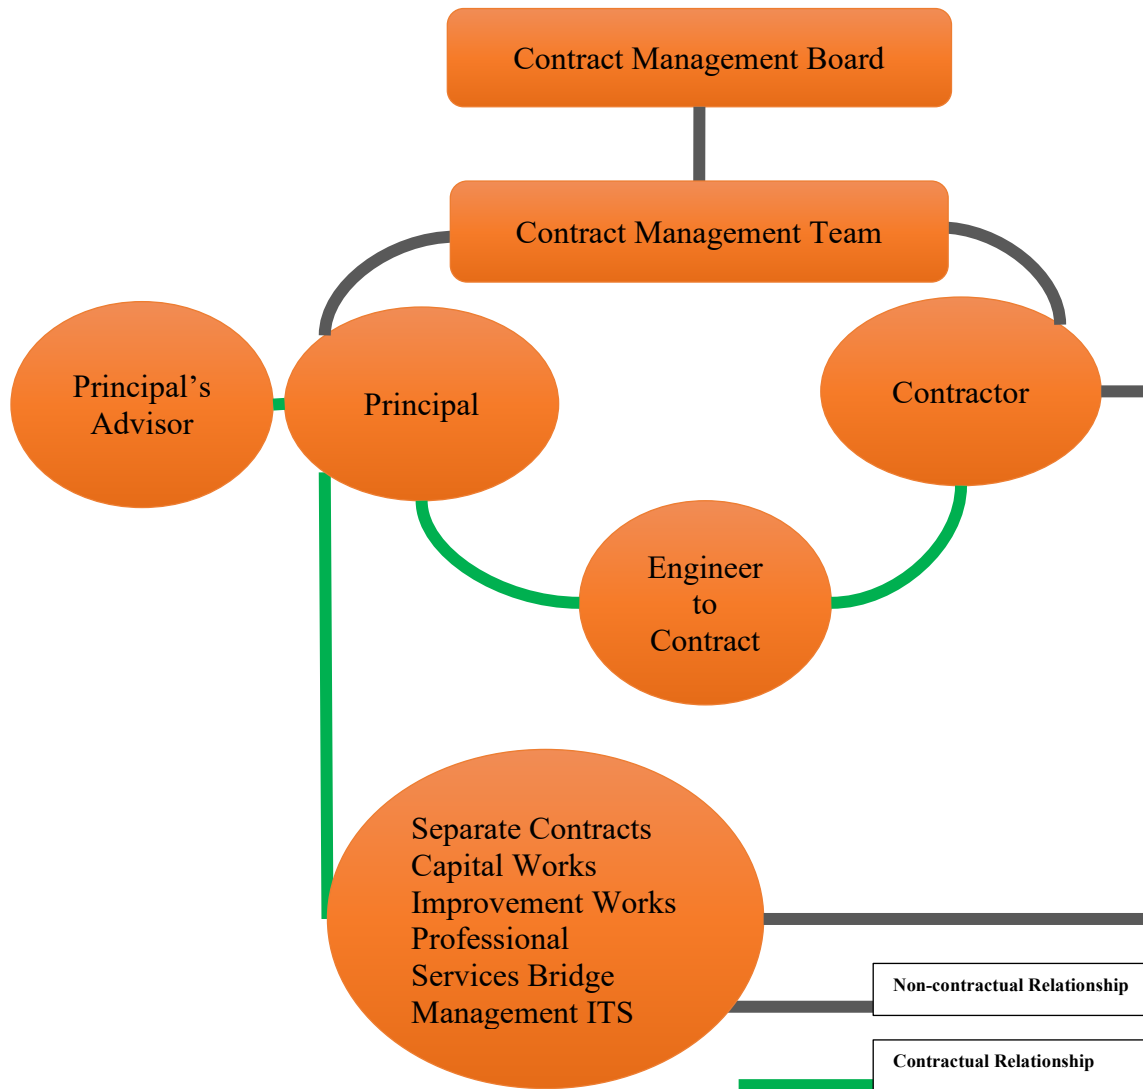 Contract Management Board
Contract Management Team
Principal’s
Advisor
Principal
Contractor
Engineer
to
Contract
Separate Contracts
Capital Works
Improvement Works
Professional
Services Bridge
Management ITS
Non-contractual Relationship
Contractual Relationship